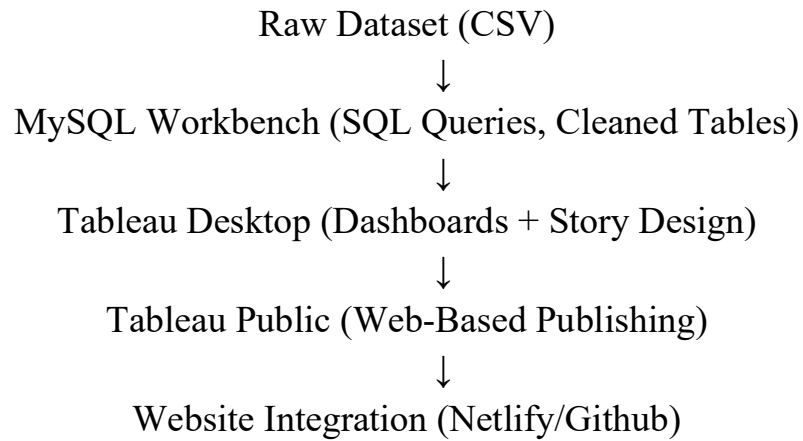 Raw Dataset (CSV)
↓
MySQL Workbench (SQL Queries, Cleaned Tables)
↓
Tableau Desktop (Dashboards + Story Design)
↓
Tableau Public (Web-Based Publishing)
↓
Website Integration (Netlify/Github)